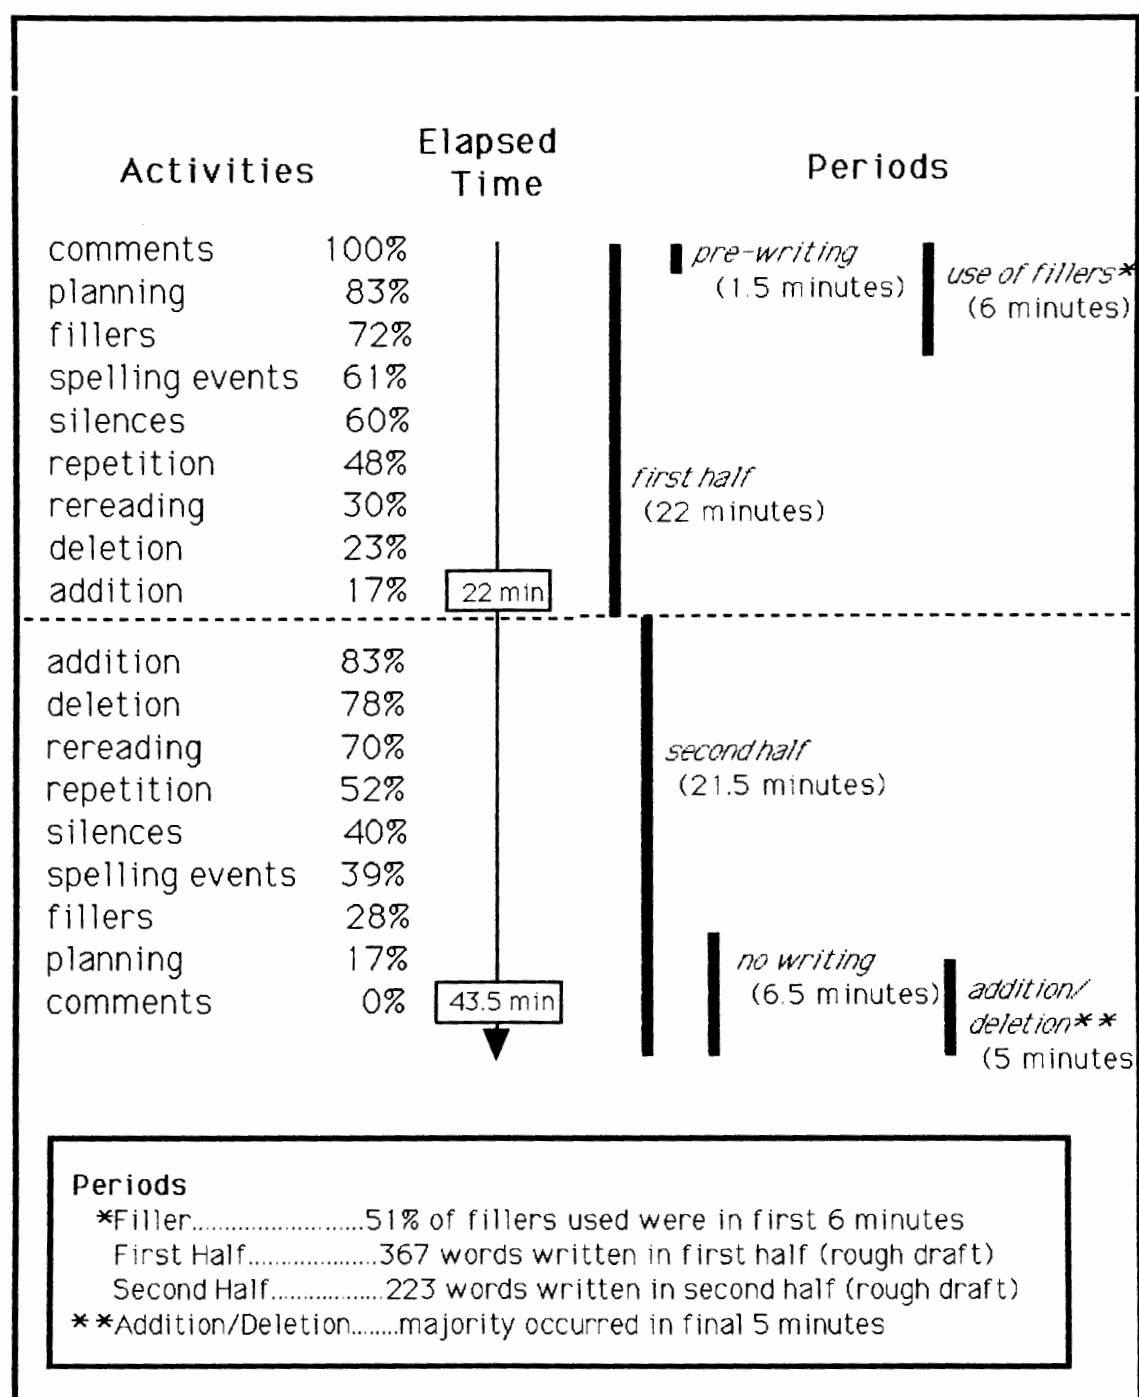 Activities
Elapsed
Time
Periods
comments 100%
planning 83%
fillers 72%
spelling events 61%
silences 60%
repetition 48%
rereading 30%
deletion 23%
addition 17%
22 min
pre-writing
(1.5 minutes)
use of fillers*
(6 minutes)
first half
(22 minutes)
addition 83%
deletion 78%
rereading 70%
repetition 52%
silences 40%
spelling events 39%
fillers 28%
planning 17%
comments 0%
43.5 min
second half
(21.5 minutes)
no writing
(6.5 minutes)
addition/
deletion**
(5 minutes
Periods
*Filler..........................51% of fillers used were in first 6 minutes
First Half...................367 words written in first half (rough draft)
Second Half.................223 words written in second half (rough draft)
**Addition/Deletion.......majority occurred in final 5 minutes